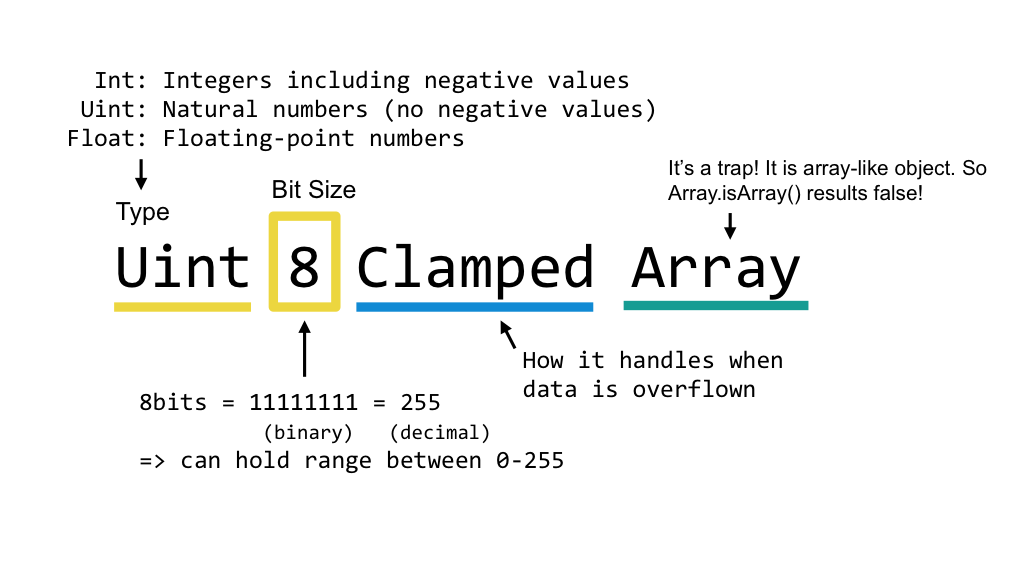 Int: Integers including negative values
Uint: Natural numbers (no negative values)
Float: Floating-point numbers
It's a trap! It is array-like object. So
Array.isArray() results false!
Bit Size
Type
Uint 8 Clamped Array
How it handles when
data is overflown
8bits = 11111111 = 255
(binary) (decimal)
=> can hold range between 0-255